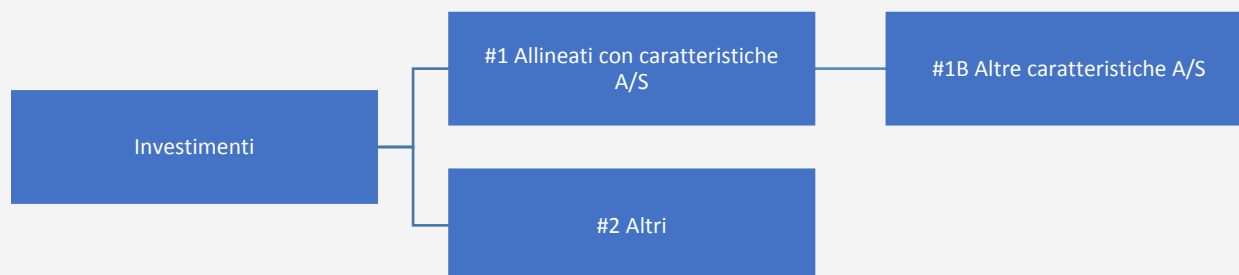 #1 Allineati con caratteristiche
A/S
#1B Altre caratteristiche A/S
Investimenti
#2 Altri